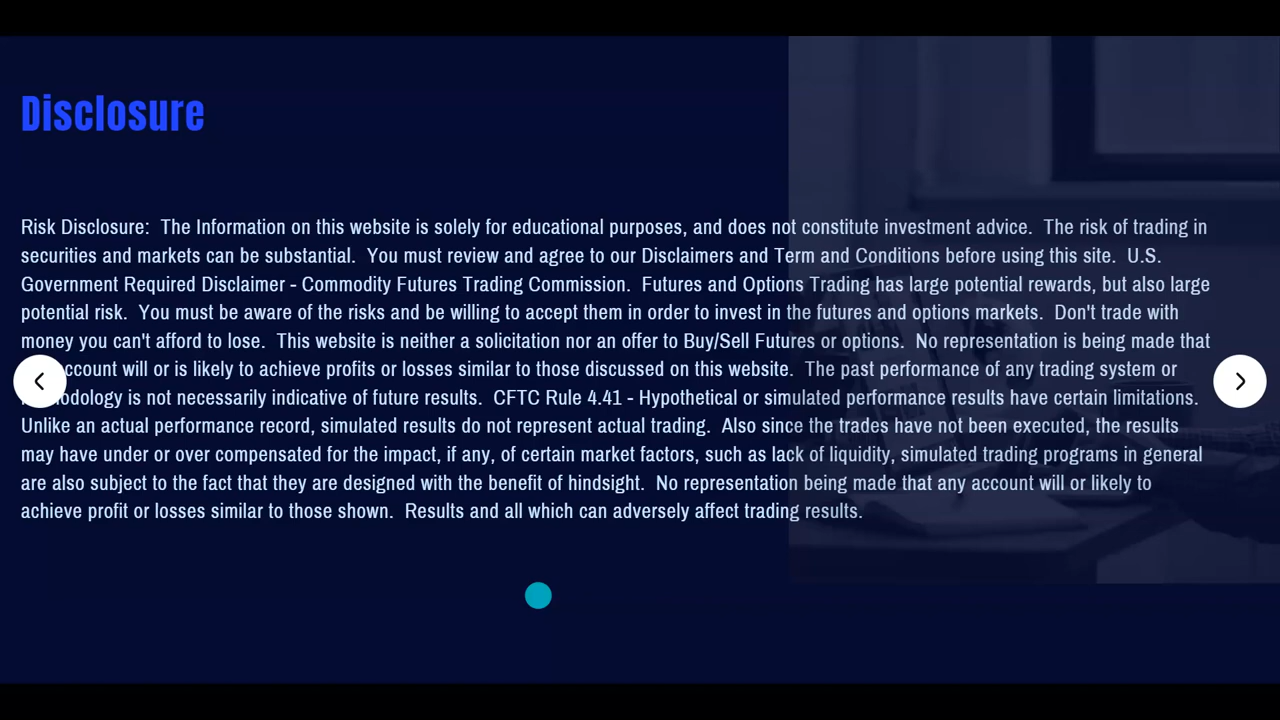 Disclosure
Risk Disclosure:  The Information on this website is solely for educational purposes, and does not constitute investment advice.  The risk of trading in
securities and markets can be substantial.  You must review and agree to our Disclaimers and Term and Conditions before using this site.  U.S.
Government Required Disclaimer - Commodity Futures Trading Commission.  Futures and Options Trading has large potential rewards, but also large
potential risk.  You must be aware of the risks and be willing to accept them in order to invest in the futures and options markets.  Don't trade with
money you can't afford to lose.  This website is neither a solicitation nor an offer to Buy/Sell Futures or options.  No representation is being made that
account will or is likely to achieve profits or losses similar to those discussed on this website.  The past performance of any trading system or
is not necessarily indicative of future results.  CFTC Rule 4.41 - Hypothetical or simulated performance results have certain limitations.
Unlike an actual performance record, simulated results do not represent actual trading.  Also since the trades have not been executed, the results
may have under or over compensated for the impact, if any, of certain market factors, such as lack of liquidity, simulated trading programs in general
are also subject to the fact that they are designed with the benefit of hindsight.  No representation being made that any account will or likely to
achieve profit or losses similar to those shown.  Results and all which can adversely affect trading results.